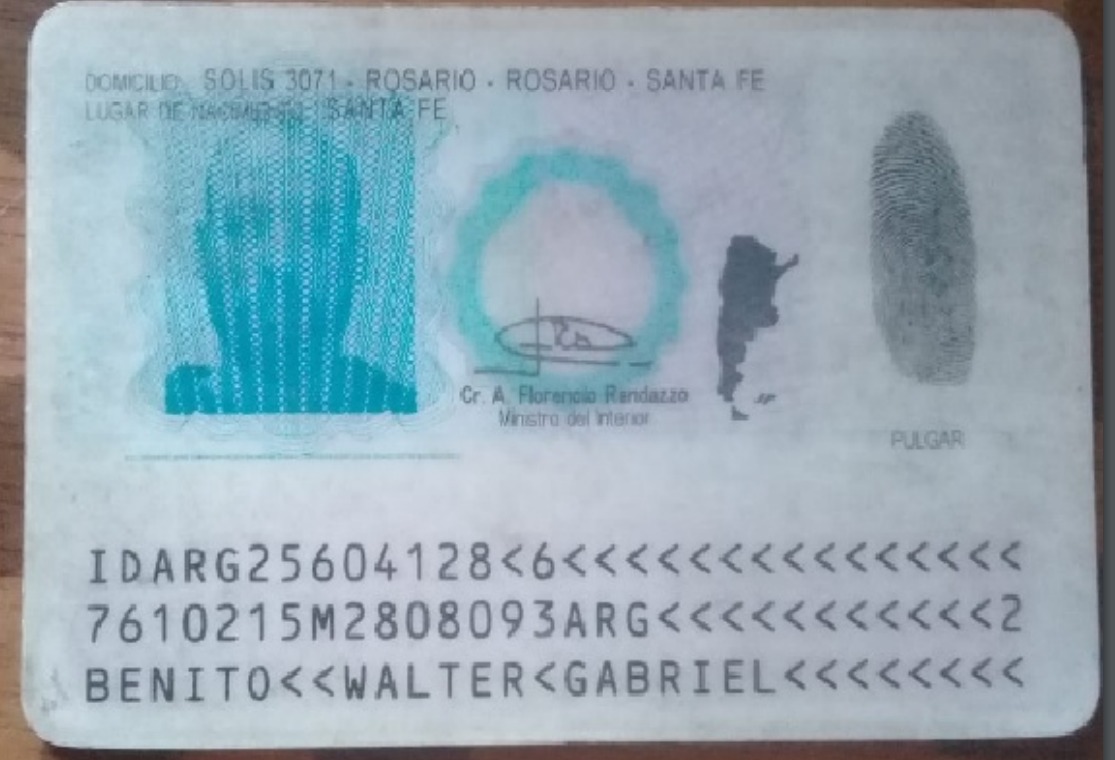 DOMICILIO: SOLIS 3071 - ROSARIO - ROSARIO - SANTA FE
LUGAR DE NACIMIENTO: SANTA FE
Cr. A. Florencio Randazzo
Ministro del Interior
PULGAR
IDARG25604128<6<<<<<<<<<<<<<<<
7610215M2808093ARG<<<<<<<<<<<2
BENITO<<WALTER<GABRIEL<<<<<<<<